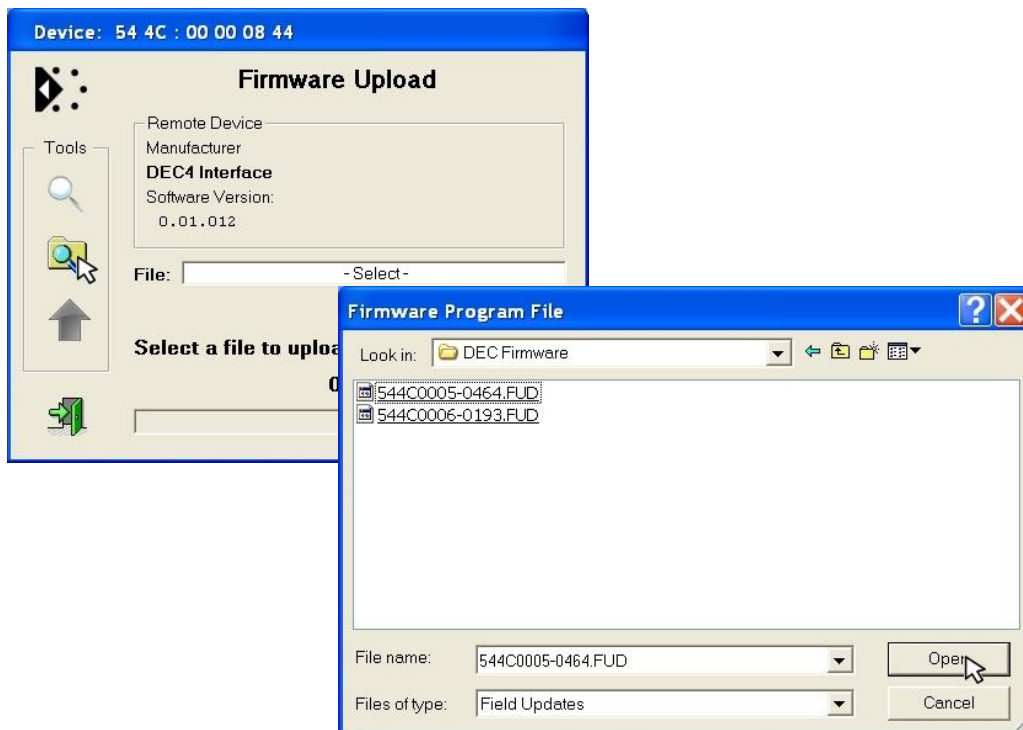 Device: 54 4C : 00 00 08 44
Firmware Upload
Tools
Remote Device
Manufacturer
DEC4 Interface
Software Version:
0.01.012
File: -Select-
Select a file to uploa
0
Firmware Program File
Look in: DEC Firmware
544C0005-0464.FUD
544C0006-0193.FUD
File name: 544C0005-0464.FUD
Open
Files of type: Field Updates
Cancel